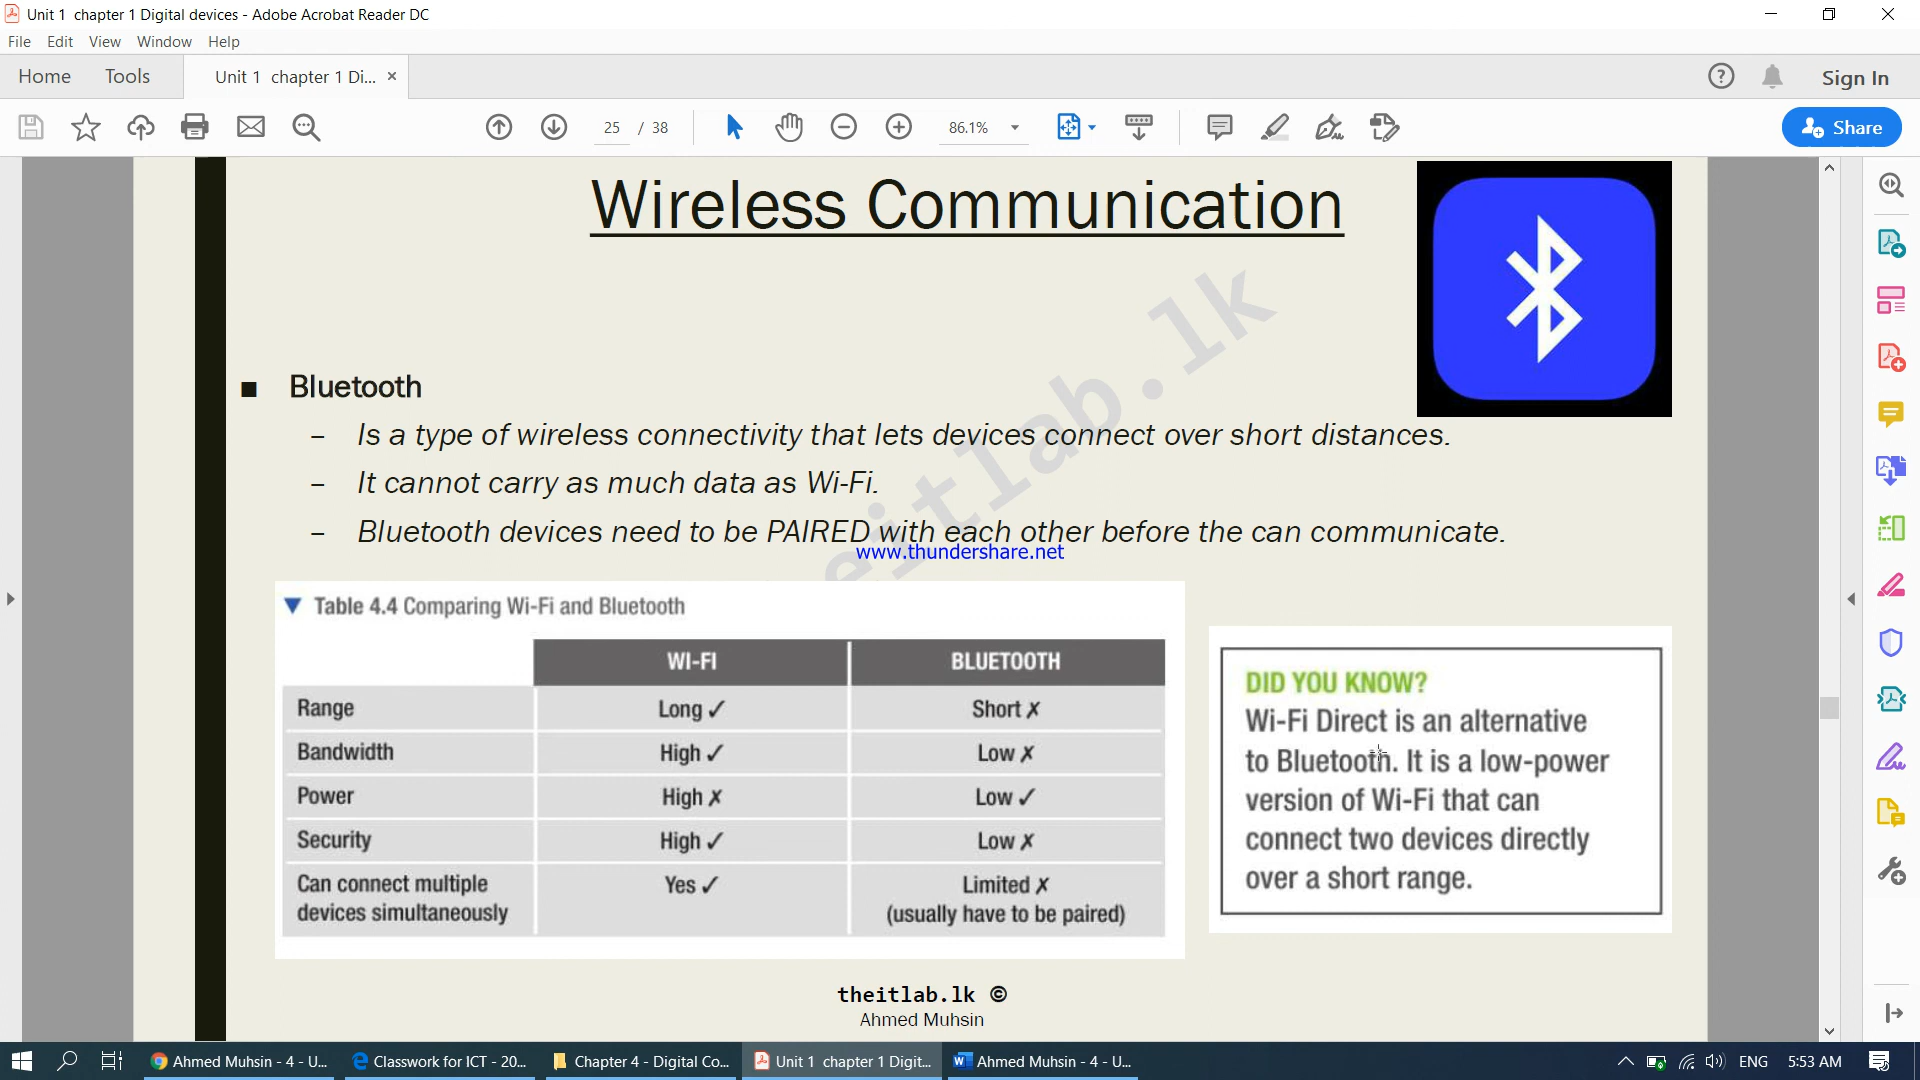 Unit 1  chapter 1 Digital devices - Adobe Acrobat Reader DC
File Edit View Window Help
Home Tools Unit 1  chapter 1 Di... × Sign In
25 / 38 86.1% Share
Wireless Communication
theitlab.lk
■ Bluetooth
– Is a type of wireless connectivity that lets devices connect over short distances.
– It cannot carry as much data as Wi-Fi.
– Bluetooth devices need to be PAIRED with each other before the can communicate.
www.thundershare.net
▼ Table 4.4 Comparing Wi-Fi and Bluetooth
WI-FI BLUETOOTH
Range Long ✓ Short ✗
Bandwidth High ✓ Low ✗
Power High ✗ Low ✓
Security High ✓ Low ✗
Can connect multiple Yes ✓ Limited ✗
devices simultaneously (usually have to be paired)
DID YOU KNOW?
Wi-Fi Direct is an alternative
to Bluetooth. It is a low-power
version of Wi-Fi that can
connect two devices directly
over a short range.
theitlab.lk ©
Ahmed Muhsin
Ahmed Muhsin - 4 - U... Classwork for ICT - 20... Chapter 4 - Digital Co... Unit 1  chapter 1 Digit... Ahmed Muhsin - 4 - U... ENG 5:53 AM